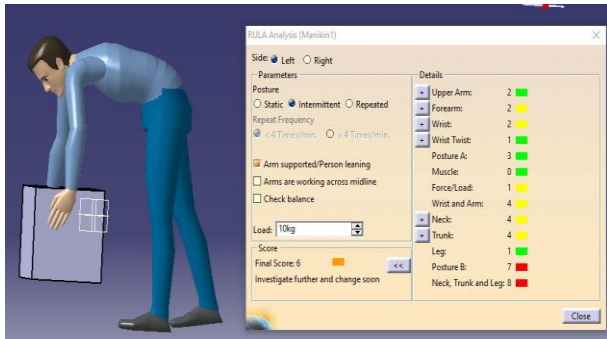 RULA Analysis (Manikin1)
Side: Left Right
Parameters
Posture
Static Intermittent Repeated
Repeat Frequency
< 4 Times/min. > 4 Times/min.
Arm supported/Person leaning
Arms are working across midline
Check balance
Load: 10kg
Score
Final Score: 6
<<
Investigate further and change soon
Details
+ Upper Arm: 2
+ Forearm: 2
+ Wrist: 2
+ Wrist Twist: 1
Posture A: 3
Muscle: 0
Force/Load: 1
Wrist and Arm: 4
+ Neck: 4
+ Trunk: 4
Leg: 1
Posture B: 7
Neck, Trunk and Leg: 8
Close